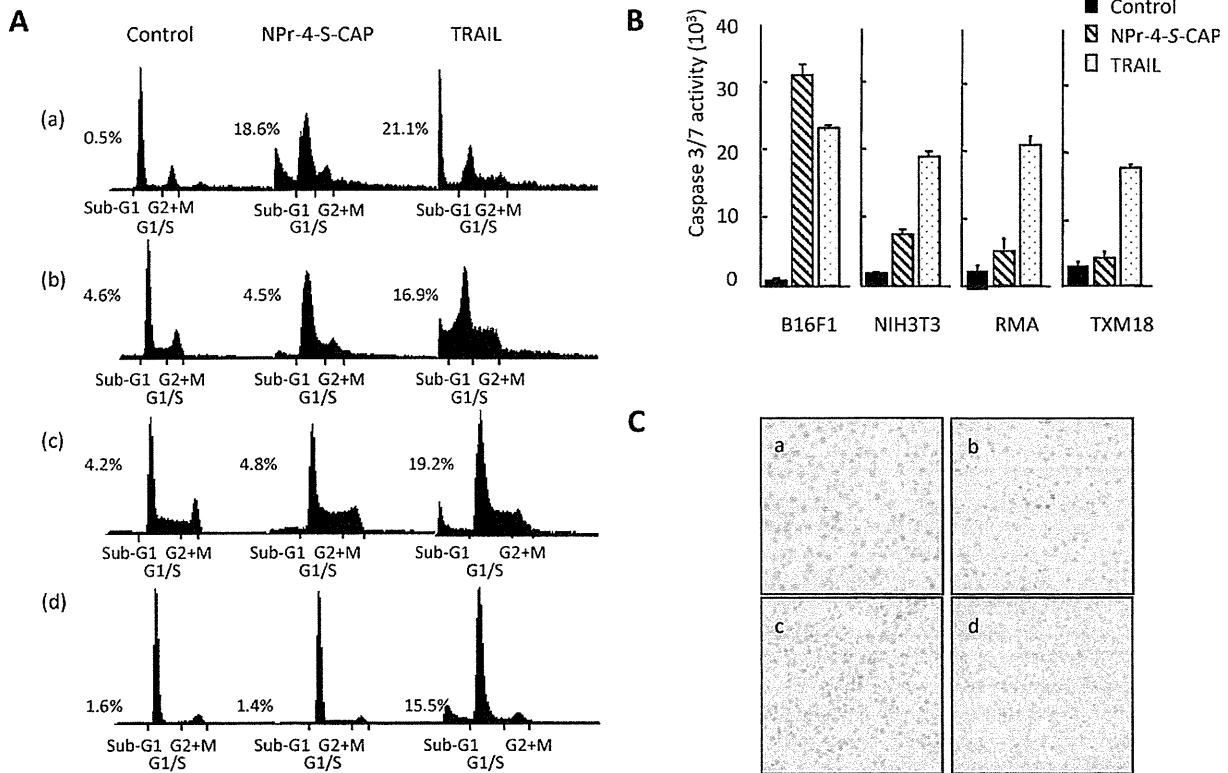 A
Control NPr-4-S-CAP TRAIL
(a)
0.5% 18.6% 21.1%
Sub-G1 G2+M Sub-G1 G2+M Sub-G1 G2+M
G1/S G1/S G1/S
(b)
4.6% 4.5% 16.9%
Sub-G1 G2+M Sub-G1 G2+M Sub-G1 G2+M
G1/S G1/S G1/S
(c)
4.2% 4.8% 19.2%
Sub-G1 G2+M Sub-G1 G2+M Sub-G1 G2+M
G1/S G1/S G1/S
(d)
1.6% 1.4% 15.5%
Sub-G1 G2+M Sub-G1 G2+M Sub-G1 G2+M
G1/S G1/S G1/S
B
Control
NPr-4-S-CAP
TRAIL
Caspase 3/7 activity (10³)
40
30
20
10
0
B16F1 NIH3T3 RMA TXM18
C
a b
c d